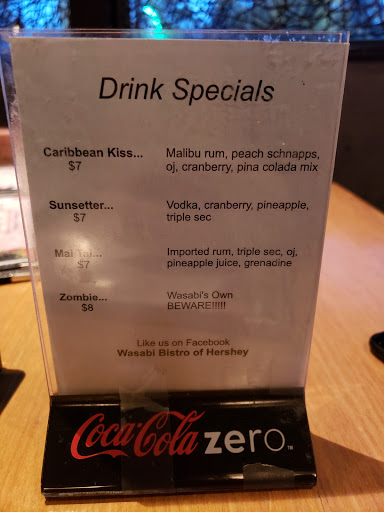 Drink Specials
Caribbean Kiss... Malibu rum, peach schnapps,
$7 oj, cranberry, pina colada mix
Sunsetter... Vodka, cranberry, pineapple,
$7 triple sec
Mai Tai... Imported rum, triple sec, oj,
$7 pineapple juice, grenadine
Zombie... Wasabi's Own
$8 BEWARE!!!!!
Like us on Facebook
Wasabi Bistro of Hershey
Coca-Cola zero™